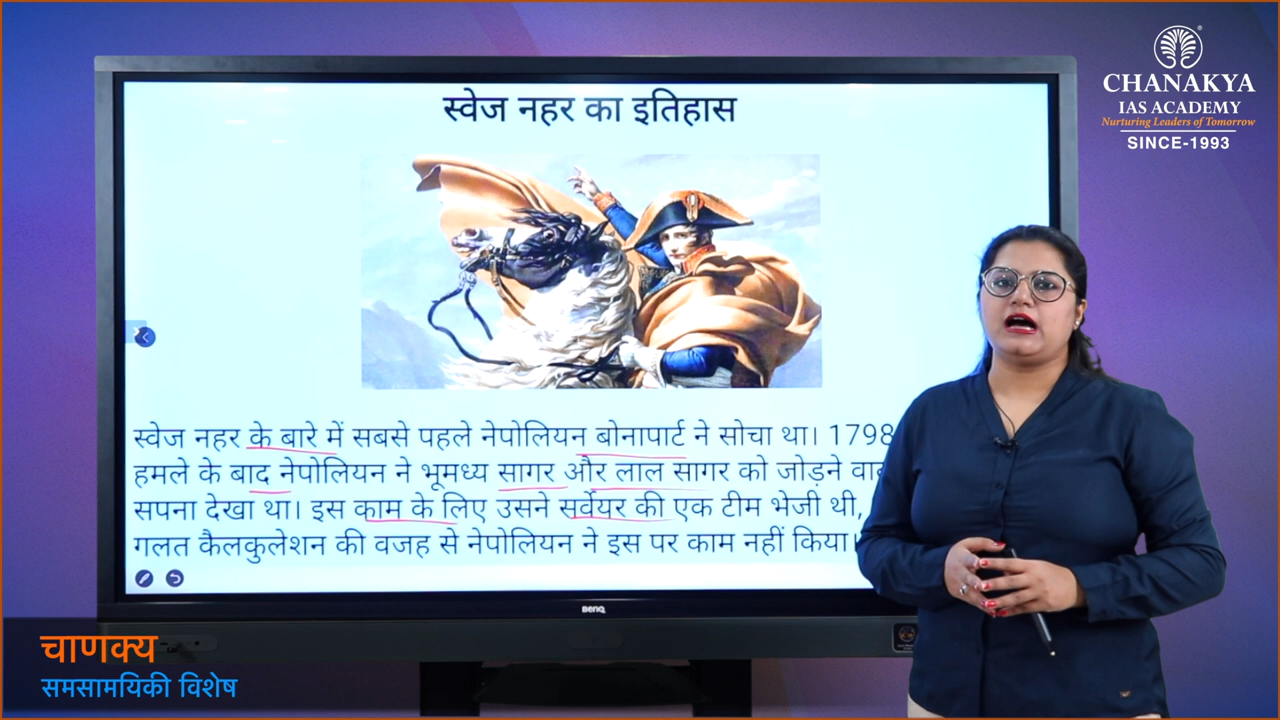 स्वेज नहर का इतिहास
स्वेज नहर के बारे में सबसे पहले नेपोलियन बोनापार्ट ने सोचा था। 1798
हमले के बाद नेपोलियन ने भूमध्य सागर और लाल सागर को जोड़ने
सपना देखा था। इस काम के लिए उसने सर्वेयर की एक टीम भेजी थी,
गलत कैलकुलेशन की वजह से नेपोलियन ने इस पर काम नहीं किया।
BenQ
CHANAKYA
IAS ACADEMY
Nurturing Leaders of Tomorrow
SINCE-1993
चाणक्य
समसामयिकी विशेष